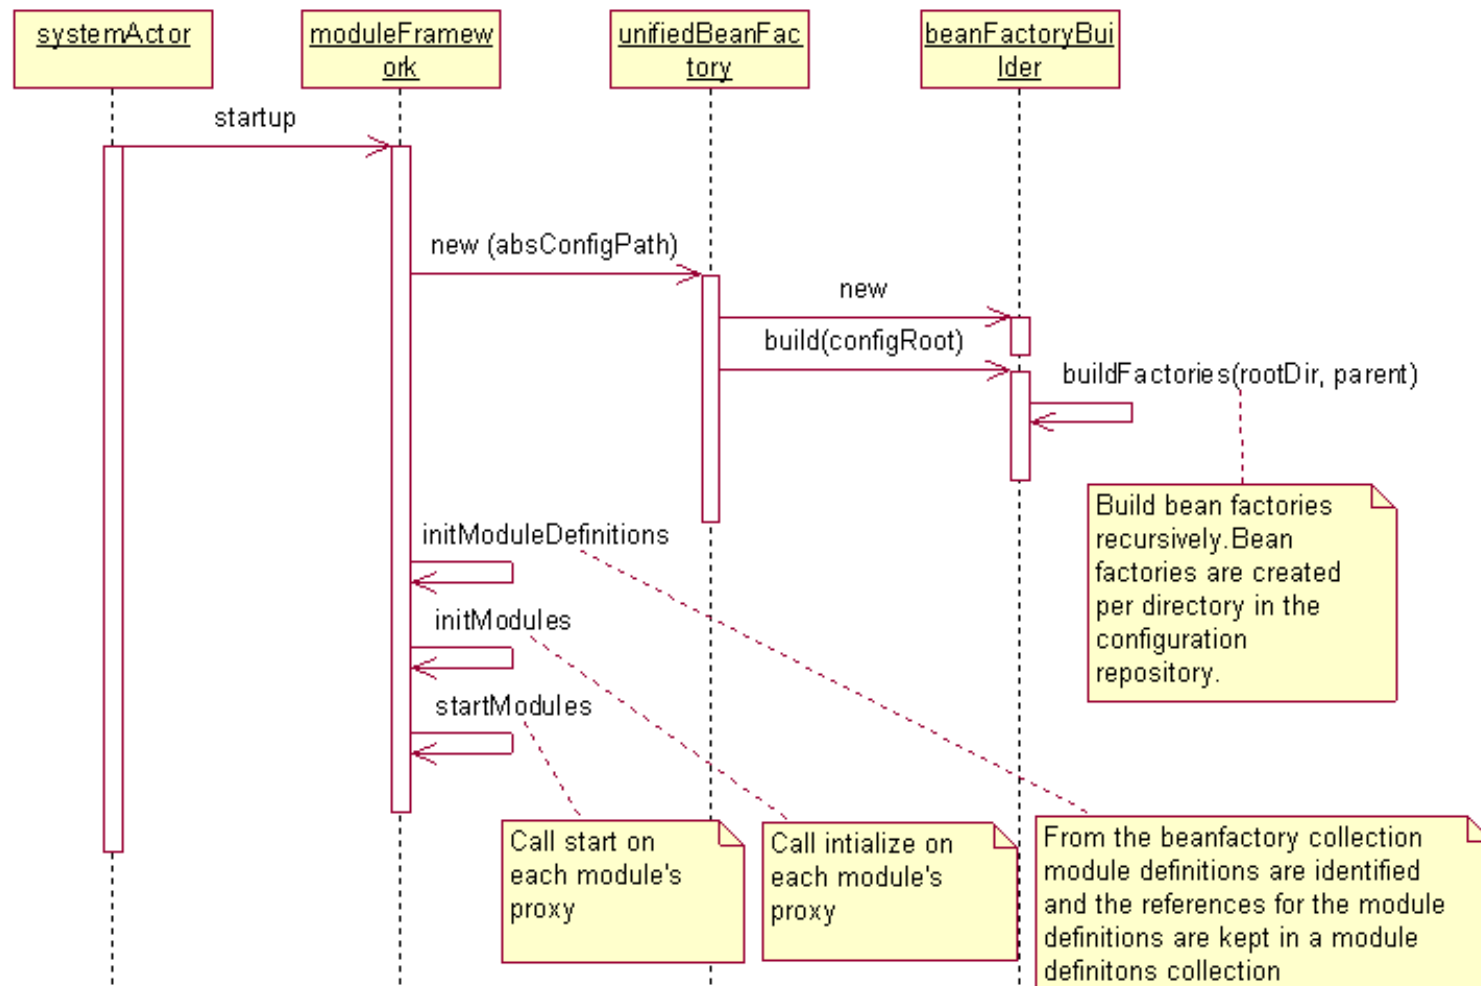 systemActor
moduleFramew
ork
unifiedBeanFac
tory
beanFactoryBui
lder
startup
new (absConfigPath)
new
build(configRoot)
buildFactories(rootDir, parent)
Build bean factories
recursively.Bean
factories are created
per directory in the
configuration
repository.
initModuleDefinitions
initModules
startModules
Call start on
each module's
proxy
Call intialize on
each module's
proxy
From the beanfactory collection
module definitions are identified
and the references for the module
definitions are kept in a module
definitons collection